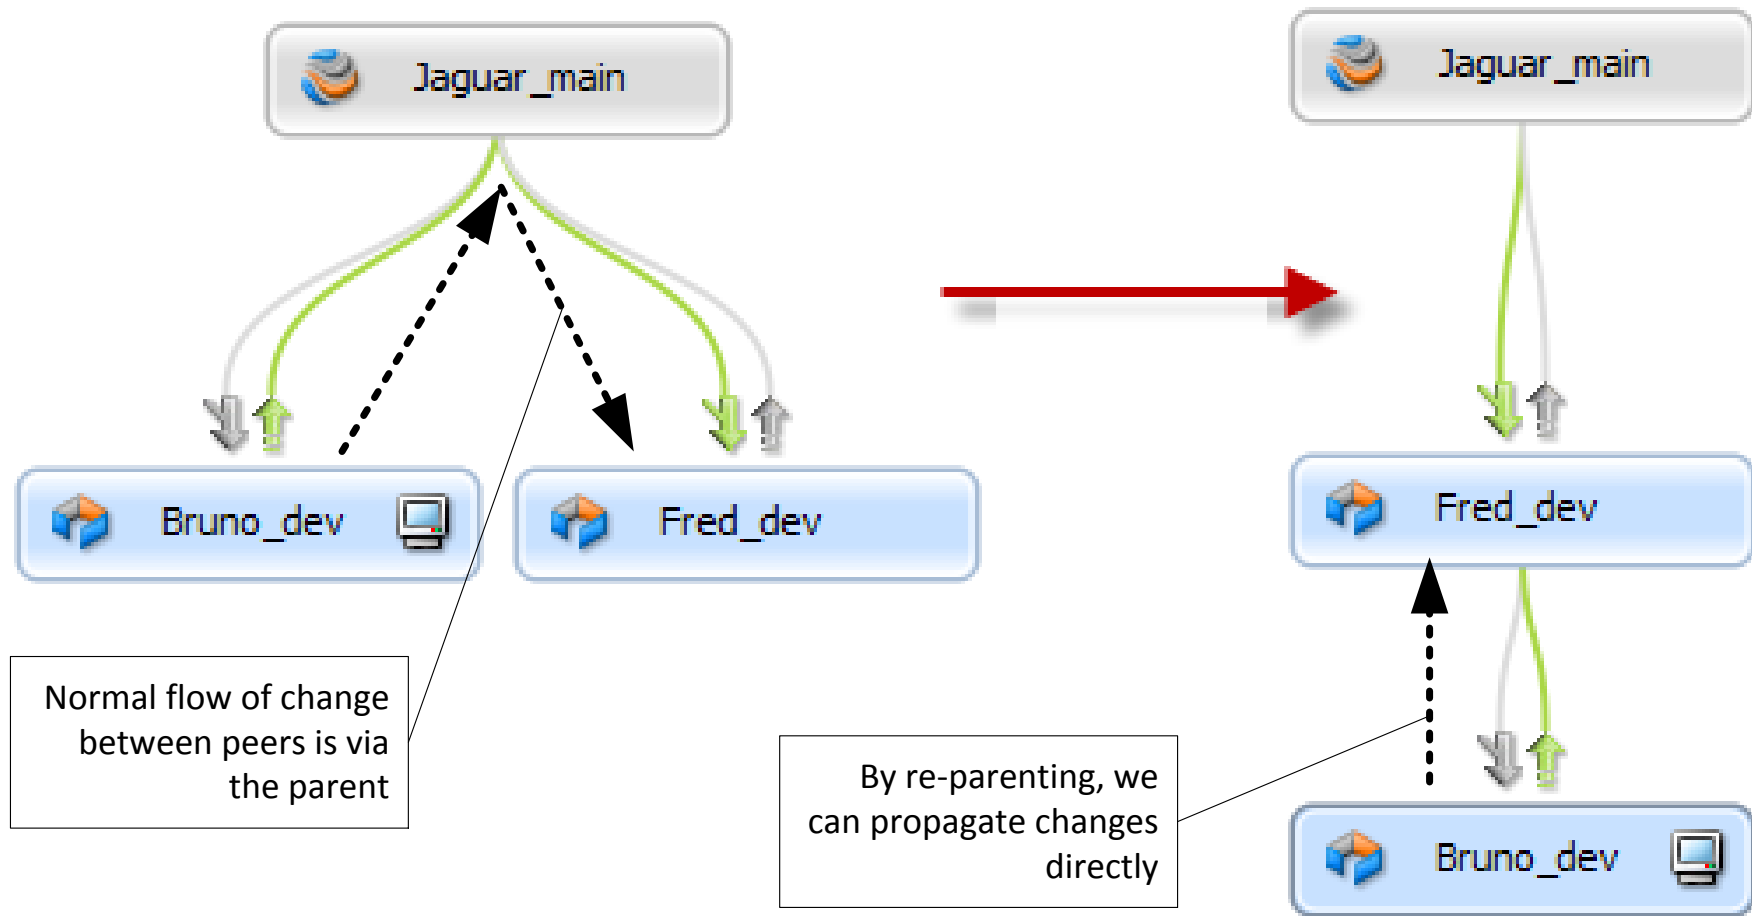 Jaguar_main
Bruno_dev
Fred_dev
Normal flow of change
between peers is via
the parent
Jaguar_main
Fred_dev
By re-parenting, we
can propagate changes
directly
Bruno_dev